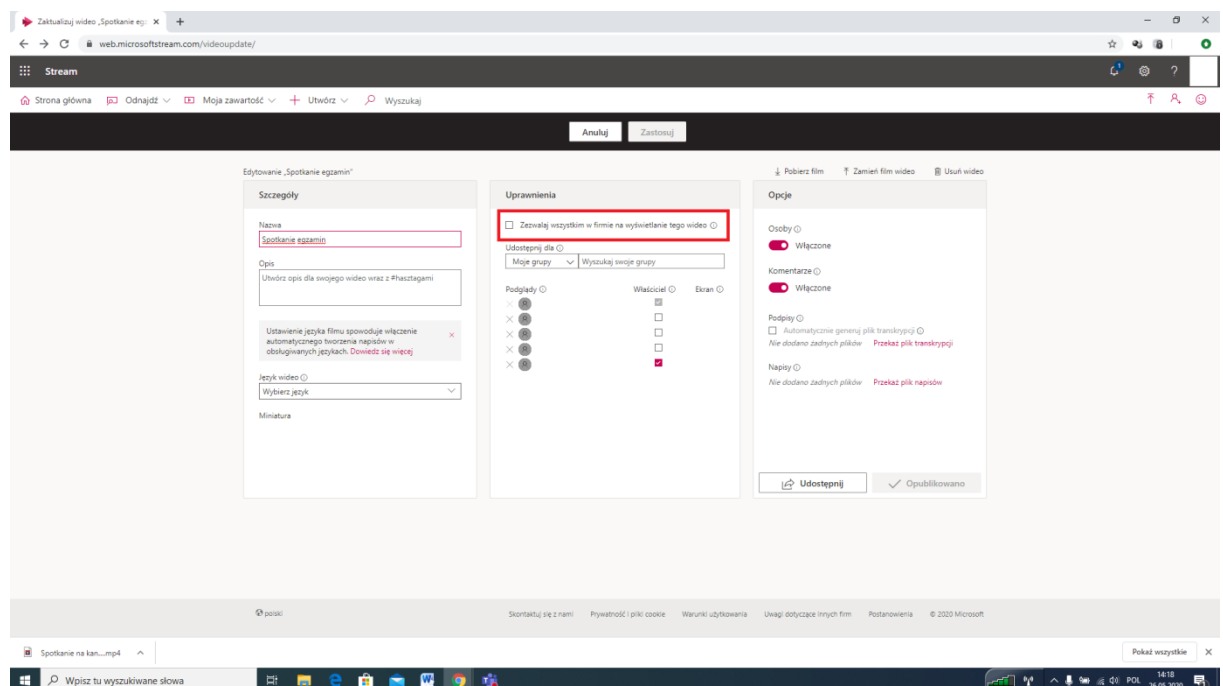 Zaktualizuj wideo „Spotkanie eg:
web.microsoftstream.com/videoupdate/
Stream
1
?
Strona główna Odnajdź Moja zawartość Utwórz Wyszukaj
Anuluj Zastosuj
Edytowanie „Spotkanie egzamin"
Pobierz film Zamień film wideo Usuń wideo
Szczegóły
Nazwa
Spotkanie egzamin
Opis
Utwórz opis dla swojego wideo wraz z #hasztagami
Ustawienie języka filmu spowoduje włączenie
automatycznego tworzenia napisów w
obsługiwanych językach. Dowiedz się więcej
Język wideo
Wybierz język
Miniatura
Uprawnienia
Zezwalaj wszystkim w firmie na wyświetlanie tego wideo
Udostępnij dla
Moje grupy Wyszukaj swoje grupy
Podglądy Właściciel Ekran
R
R
R
R
R
Opcje
Osoby
Włączone
Komentarze
Włączone
Podpisy
Automatycznie generuj plik transkrypcji
Nie dodano żadnych plików Przekaż plik transkrypcji
Napisy
Nie dodano żadnych plików Przekaż plik napisów
Udostępnij Opublikowano
polski
Skontaktuj się z nami Prywatność i pliki cookie Warunki użytkowania Uwagi dotyczące innych firm Postanowienia © 2020 Microsoft
Spotkanie na kan....mp4
Pokaż wszystkie
Wpisz tu wyszukiwane słowa
POL
14:18
26.05.2020